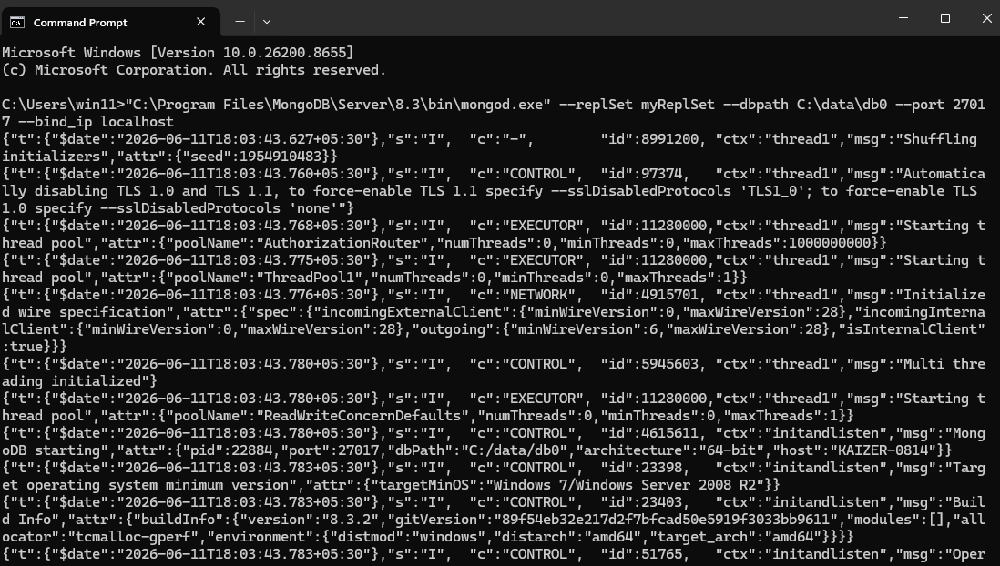 Command Prompt
Microsoft Windows [Version 10.0.26200.8655]
(c) Microsoft Corporation. All rights reserved.
C:\Users\win11>"C:\Program Files\MongoDB\Server\8.3\bin\mongod.exe" --replSet myReplSet --dbpath C:\data\db0 --port 2701
7 --bind_ip localhost
{"t":{"$date":"2026-06-11T18:03:43.627+05:30"},"s":"I",  "c":"-",        "id":8991200, "ctx":"thread1","msg":"Shuffling
initializers","attr":{"seed":1954910483}}
{"t":{"$date":"2026-06-11T18:03:43.760+05:30"},"s":"I",  "c":"CONTROL",  "id":97374,   "ctx":"thread1","msg":"Automatica
lly disabling TLS 1.0 and TLS 1.1, to force-enable TLS 1.1 specify --sslDisabledProtocols 'TLS1_0'; to force-enable TLS
1.0 specify --sslDisabledProtocols 'none'"}
{"t":{"$date":"2026-06-11T18:03:43.768+05:30"},"s":"I",  "c":"EXECUTOR", "id":11280000,"ctx":"thread1","msg":"Starting t
hread pool","attr":{"poolName":"AuthorizationRouter","numThreads":0,"minThreads":0,"maxThreads":1000000000}}
{"t":{"$date":"2026-06-11T18:03:43.775+05:30"},"s":"I",  "c":"EXECUTOR", "id":11280000,"ctx":"thread1","msg":"Starting t
hread pool","attr":{"poolName":"ThreadPool1","numThreads":0,"minThreads":0,"maxThreads":1}}
{"t":{"$date":"2026-06-11T18:03:43.776+05:30"},"s":"I",  "c":"NETWORK",  "id":4915701, "ctx":"thread1","msg":"Initialize
d wire specification","attr":{"spec":{"incomingExternalClient":{"minWireVersion":0,"maxWireVersion":28},"incomingInterna
lClient":{"minWireVersion":0,"maxWireVersion":28},"outgoing":{"minWireVersion":6,"maxWireVersion":28},"isInternalClient"
:true}}}
{"t":{"$date":"2026-06-11T18:03:43.780+05:30"},"s":"I",  "c":"CONTROL",  "id":5945603, "ctx":"thread1","msg":"Multi thre
ading initialized"}
{"t":{"$date":"2026-06-11T18:03:43.780+05:30"},"s":"I",  "c":"EXECUTOR", "id":11280000,"ctx":"thread1","msg":"Starting t
hread pool","attr":{"poolName":"ReadWriteConcernDefaults","numThreads":0,"minThreads":0,"maxThreads":1}}
{"t":{"$date":"2026-06-11T18:03:43.780+05:30"},"s":"I",  "c":"CONTROL",  "id":4615611, "ctx":"initandlisten","msg":"Mong
oDB starting","attr":{"pid":22884,"port":27017,"dbPath":"C:/data/db0","architecture":"64-bit","host":"KAIZER-0814"}}
{"t":{"$date":"2026-06-11T18:03:43.783+05:30"},"s":"I",  "c":"CONTROL",  "id":23398,   "ctx":"initandlisten","msg":"Targ
et operating system minimum version","attr":{"targetMinOS":"Windows 7/Windows Server 2008 R2"}}
{"t":{"$date":"2026-06-11T18:03:43.783+05:30"},"s":"I",  "c":"CONTROL",  "id":23403,   "ctx":"initandlisten","msg":"Buil
d Info","attr":{"buildInfo":{"version":"8.3.2","gitVersion":"89f54eb32e217d2f7bfcad50e5919f3033bb9611","modules":[],"all
ocator":"tcmalloc-gperf","environment":{"distmod":"windows","distarch":"amd64","target_arch":"amd64"}}}}
{"t":{"$date":"2026-06-11T18:03:43.783+05:30"},"s":"I",  "c":"CONTROL",  "id":51765,   "ctx":"initandlisten","msg":"Oper